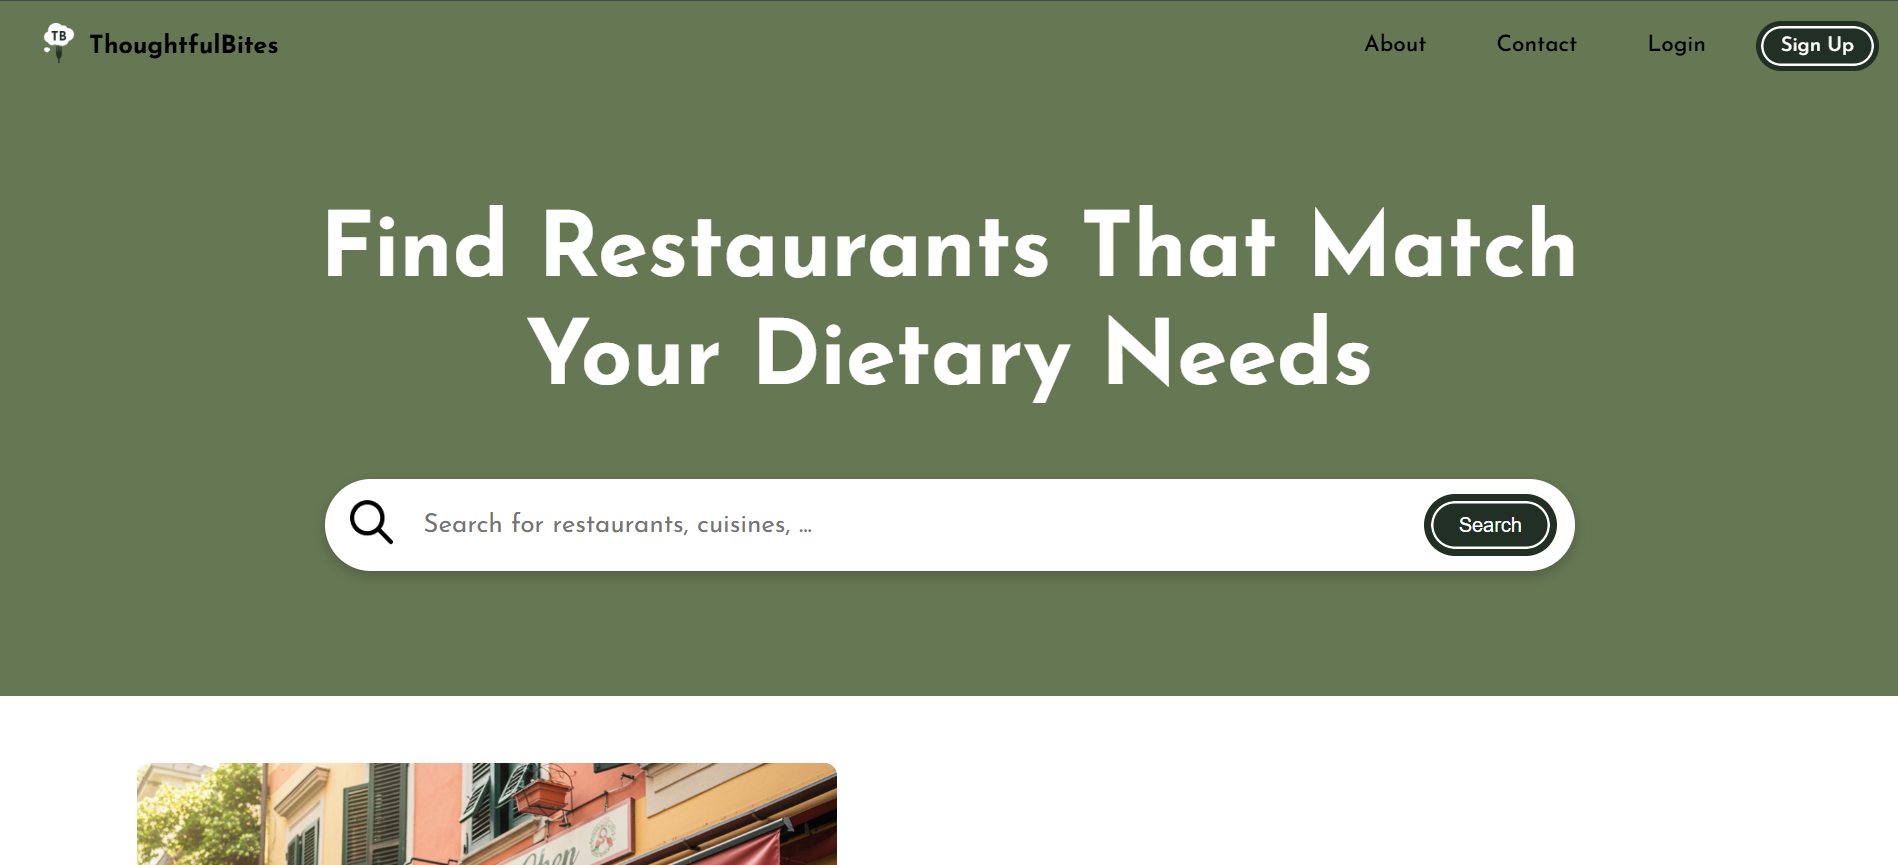 TB
ThoughtfulBites
About
Contact
Login
Sign Up
Find Restaurants That Match
Your Dietary Needs
Search for restaurants, cuisines, ...
Search